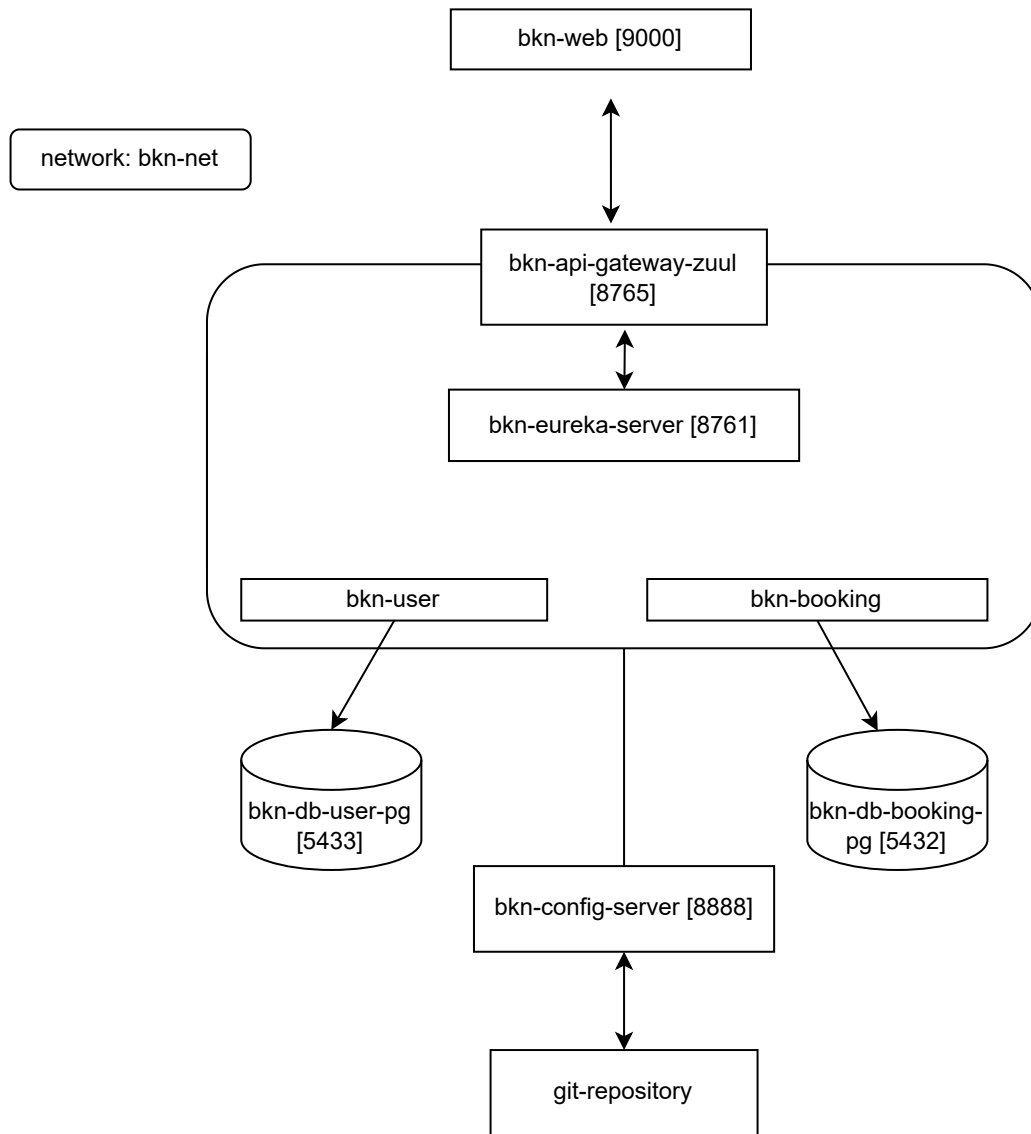 bkn-web [9000]
network: bkn-net
bkn-api-gateway-zuul
[8765]
bkn-eureka-server [8761]
bkn-user
bkn-booking
bkn-db-user-pg
[5433]
bkn-db-booking-
pg [5432]
bkn-config-server [8888]
git-repository